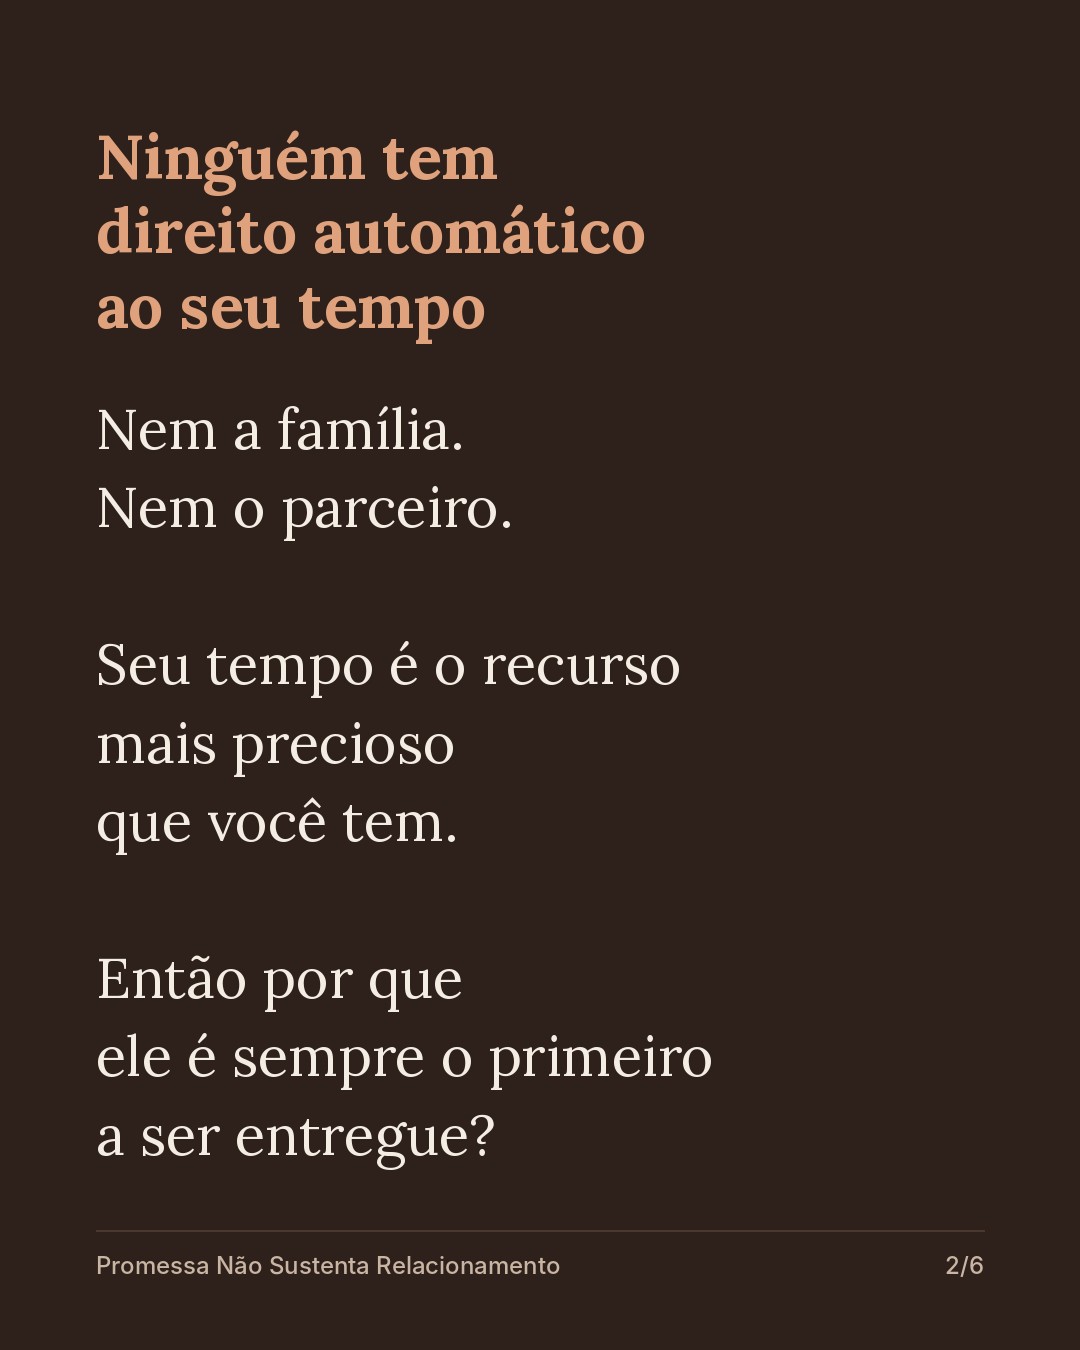 Ninguém tem
direito automático
ao seu tempo
Nem a família.
Nem o parceiro.
Seu tempo é o recurso
mais precioso
que você tem.
Então por que
ele é sempre o primeiro
a ser entregue?
Promessa Não Sustenta Relacionamento
2/6